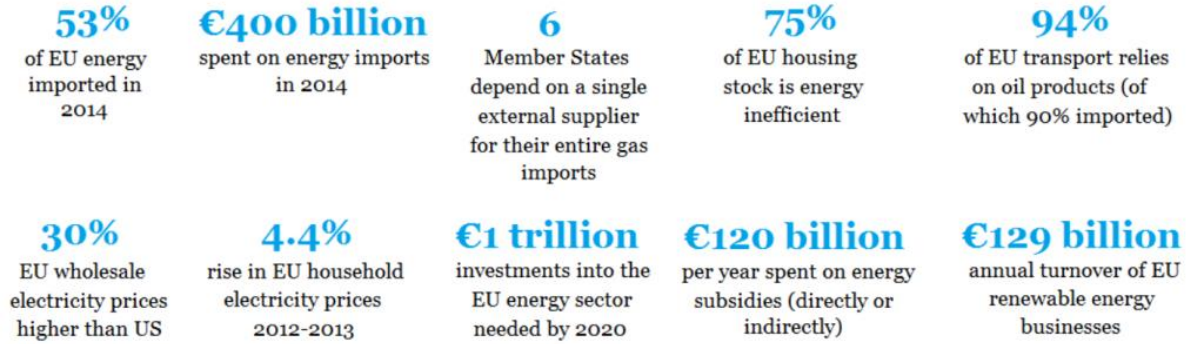 53%
of EU energy
imported in
2014
€400 billion
spent on energy imports
in 2014
6
Member States
depend on a single
external supplier
for their entire gas
imports
75%
of EU housing
stock is energy
inefficient
94%
of EU transport relies
on oil products (of
which 90% imported)
30%
EU wholesale
electricity prices
higher than US
4.4%
rise in EU household
electricity prices
2012-2013
€1 trillion
investments into the
EU energy sector
needed by 2020
€120 billion
per year spent on energy
subsidies (directly or
indirectly)
€129 billion
annual turnover of EU
renewable energy
businesses